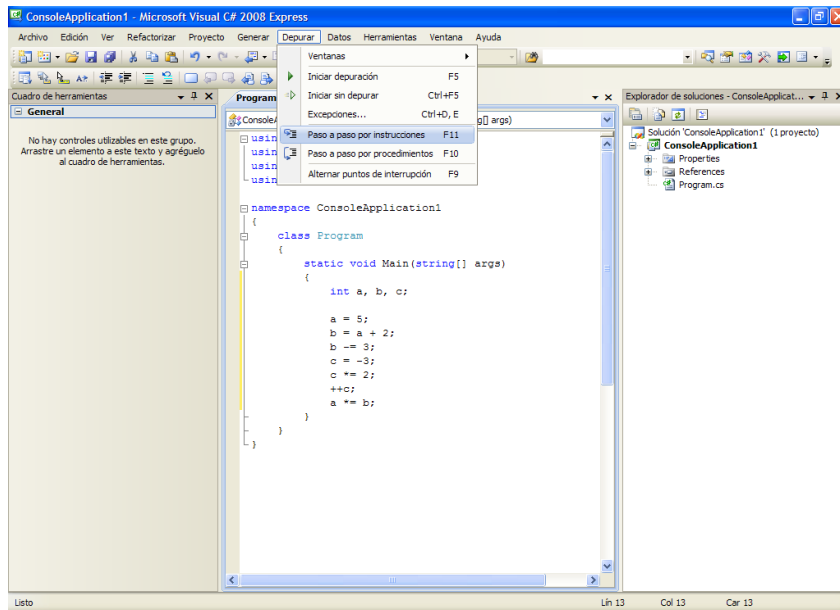 ConsoleApplication1 - Microsoft Visual C# 2008 Express
Archivo Edición Ver Refactorizar Proyecto Generar Depurar Datos Herramientas Ventana Ayuda
Ventanas
Iniciar depuración F5
Iniciar sin depurar Ctrl+F5
Excepciones... Ctrl+D, E
Paso a paso por instrucciones F11
Paso a paso por procedimientos F10
Alternar puntos de interrupción F9
Cuadro de herramientas
General
No hay controles utilizables en este grupo.
Arrastre un elemento a este texto y agréguelo
al cuadro de herramientas.
args)
namespace ConsoleApplication1
{
class Program
{
static void Main(string[] args)
{
int a, b, c;
a = 5;
b = a + 2;
b -= 3;
c = -3;
c *= 2;
++c;
a *= b;
}
}
}
Explorador de soluciones - ConsoleApplicat...
Solución 'ConsoleApplication1' (1 proyecto)
ConsoleApplication1
Properties
References
Program.cs
Listo
Lín 13 Col 13 Car 13